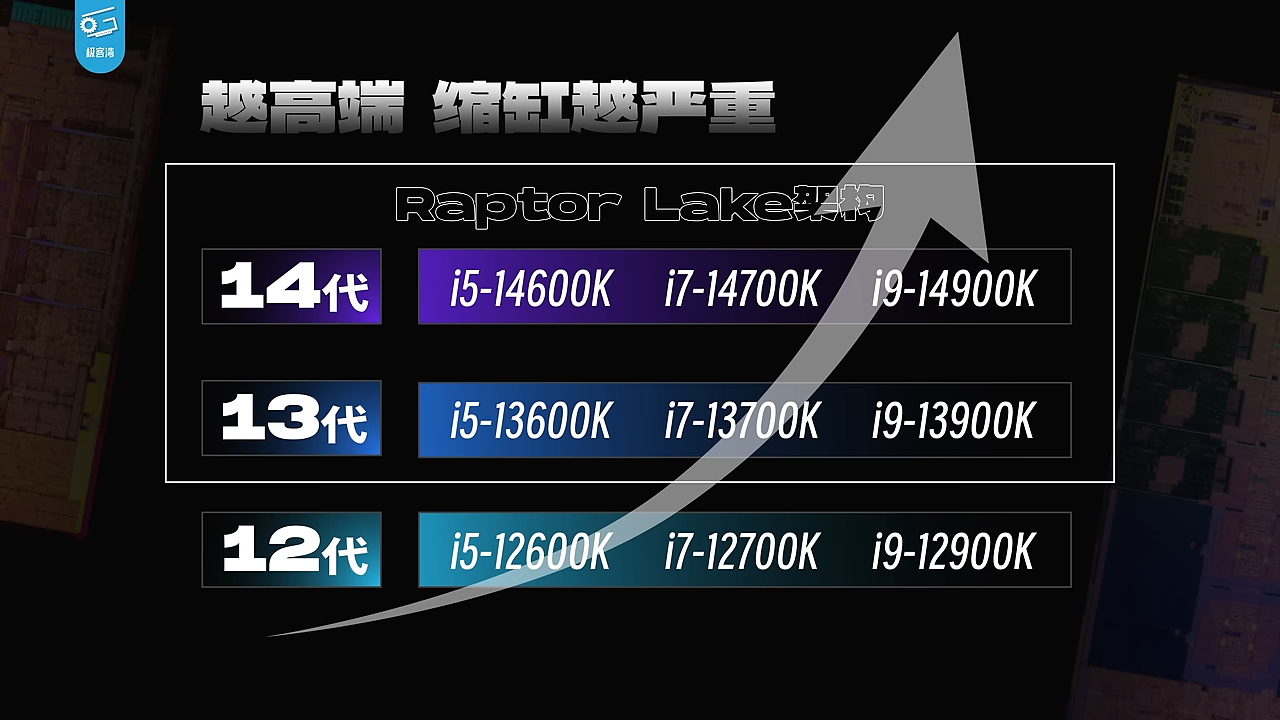 极客湾
越高端 缩缸越严重
Raptor Lake架构
14代 i5-14600K i7-14700K i9-14900K
13代 i5-13600K i7-13700K i9-13900K
12代 i5-12600K i7-12700K i9-12900K